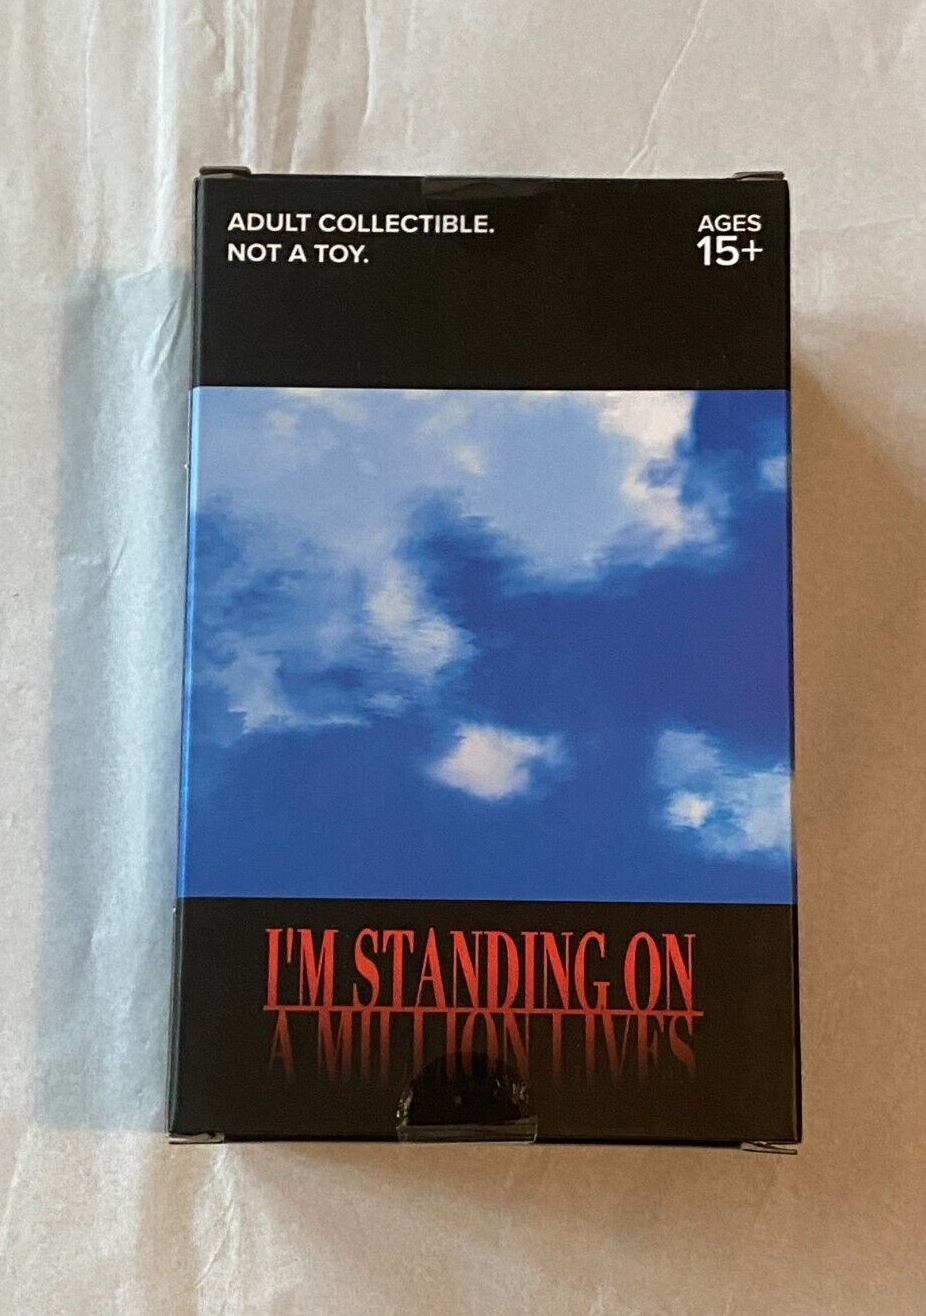 ADULT COLLECTIBLE.
NOT A TOY.
AGES
15+
I'M STANDING ON
A MILLION LIVES